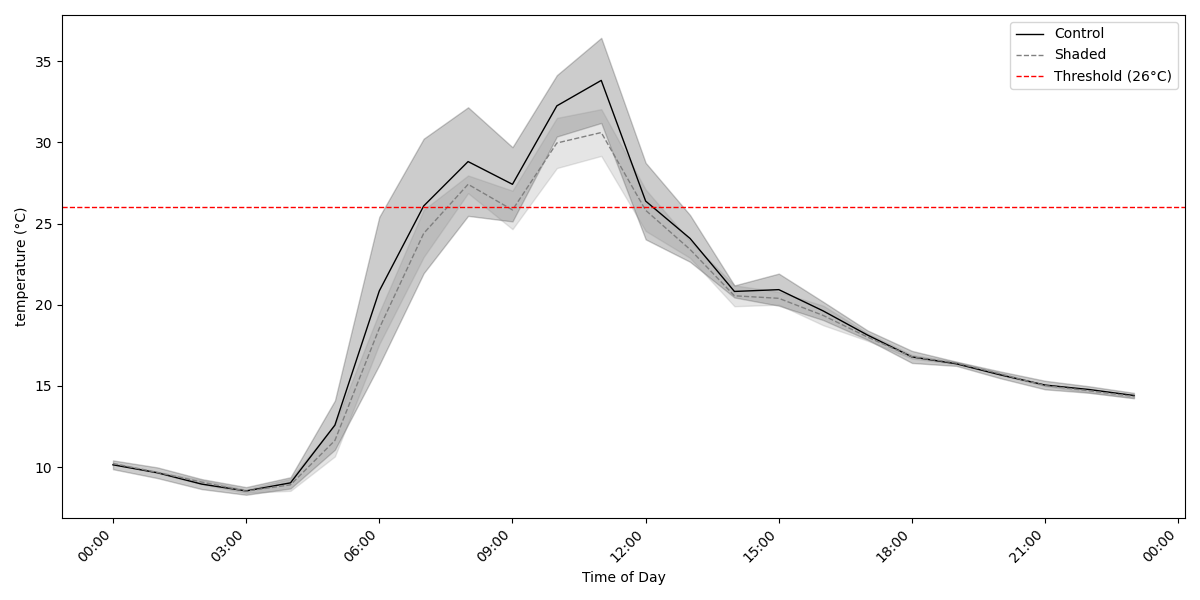 Control
Shaded
Threshold (26°C)
temperature (°C)
35
30
25
20
15
10
00:00 03:00 06:00 09:00 12:00 15:00 18:00 21:00 00:00
Time of Day